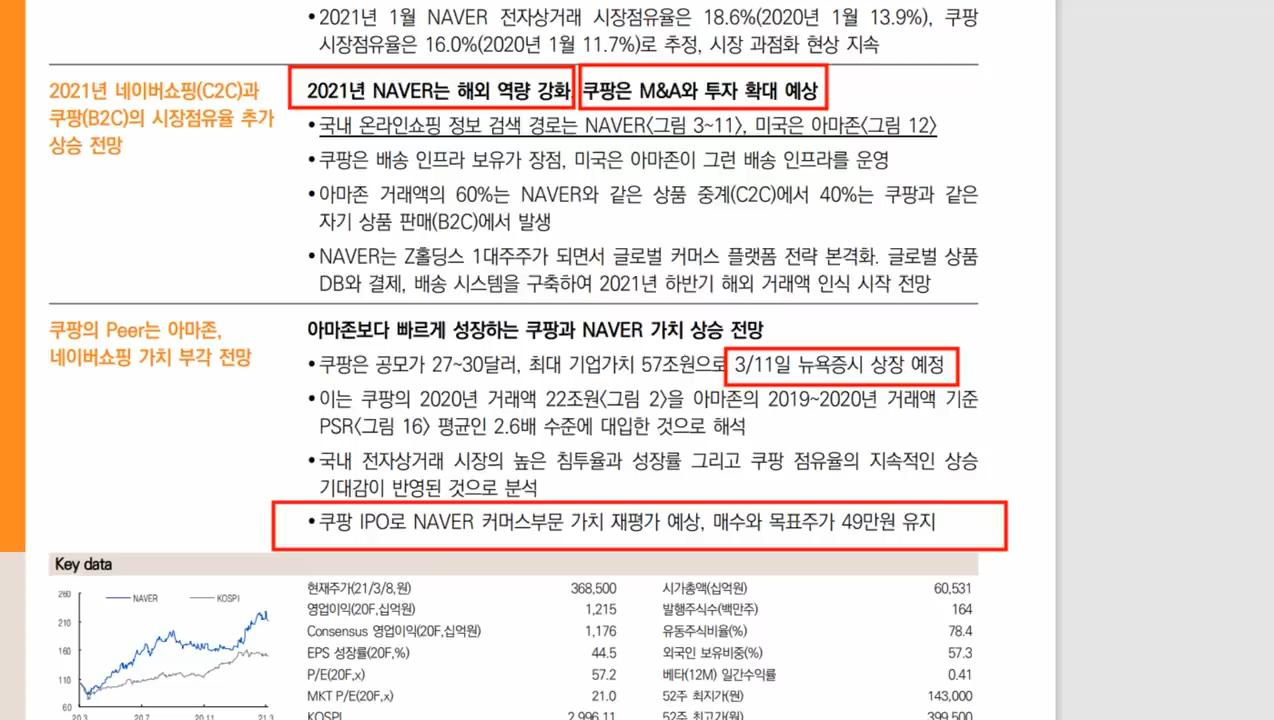 •2021년 1월 NAVER 전자상거래 시장점유율은 18.6%(2020년 1월 13.9%), 쿠팡
시장점유율은 16.0%(2020년 1월 11.7%)로 추정, 시장 과점화 현상 지속
2021년 네이버쇼핑(C2C)과
쿠팡(B2C)의 시장점유율 추가
상승 전망
2021년 NAVER는 해외 역량 강화, 쿠팡은 M&A와 투자 확대 예상
•국내 온라인쇼핑 정보 검색 경로는 NAVER<그림 3~11>, 미국은 아마존<그림 12>
•쿠팡은 배송 인프라 보유가 장점, 미국은 아마존이 그런 배송 인프라를 운영
•아마존 거래액의 60%는 NAVER와 같은 상품 중계(C2C)에서 40%는 쿠팡과 같은
자기 상품 판매(B2C)에서 발생
•NAVER는 Z홀딩스 1대주주가 되면서 글로벌 커머스 플랫폼 전략 본격화. 글로벌 상품
DB와 결제, 배송 시스템을 구축하여 2021년 하반기 해외 거래액 인식 시작 전망
쿠팡의 Peer는 아마존,
네이버쇼핑 가치 부각 전망
아마존보다 빠르게 성장하는 쿠팡과 NAVER 가치 상승 전망
•쿠팡은 공모가 27~30달러, 최대 기업가치 57조원으로 3/11일 뉴욕증시 상장 예정
•이는 쿠팡의 2020년 거래액 22조원<그림 2>을 아마존의 2019~2020년 거래액 기준
PSR<그림 16> 평균인 2.6배 수준에 대입한 것으로 해석
•국내 전자상거래 시장의 높은 침투율과 성장률 그리고 쿠팡 점유율의 지속적인 상승
기대감이 반영된 것으로 분석
•쿠팡 IPO로 NAVER 커머스부문 가치 재평가 예상, 매수와 목표주가 49만원 유지
Key data
260
210
160
110
60
NAVER KOSPI
20.3 20.7 20.11 21.3
현재주가(21/3/8,원) 368,500 시가총액(십억원) 60,531
영업이익(20F,십억원) 1,215 발행주식수(백만주) 164
Consensus 영업이익(20F,십억원) 1,176 유동주식비율(%) 78.4
EPS 성장률(20F,%) 44.5 외국인 보유비중(%) 57.3
P/E(20F,x) 57.2 베타(12M) 일간수익률 0.41
MKT P/E(20F,x) 21.0 52주 최저가(원) 143,000
KOSPI 2,996.11 52주 최고가(원) 399,500